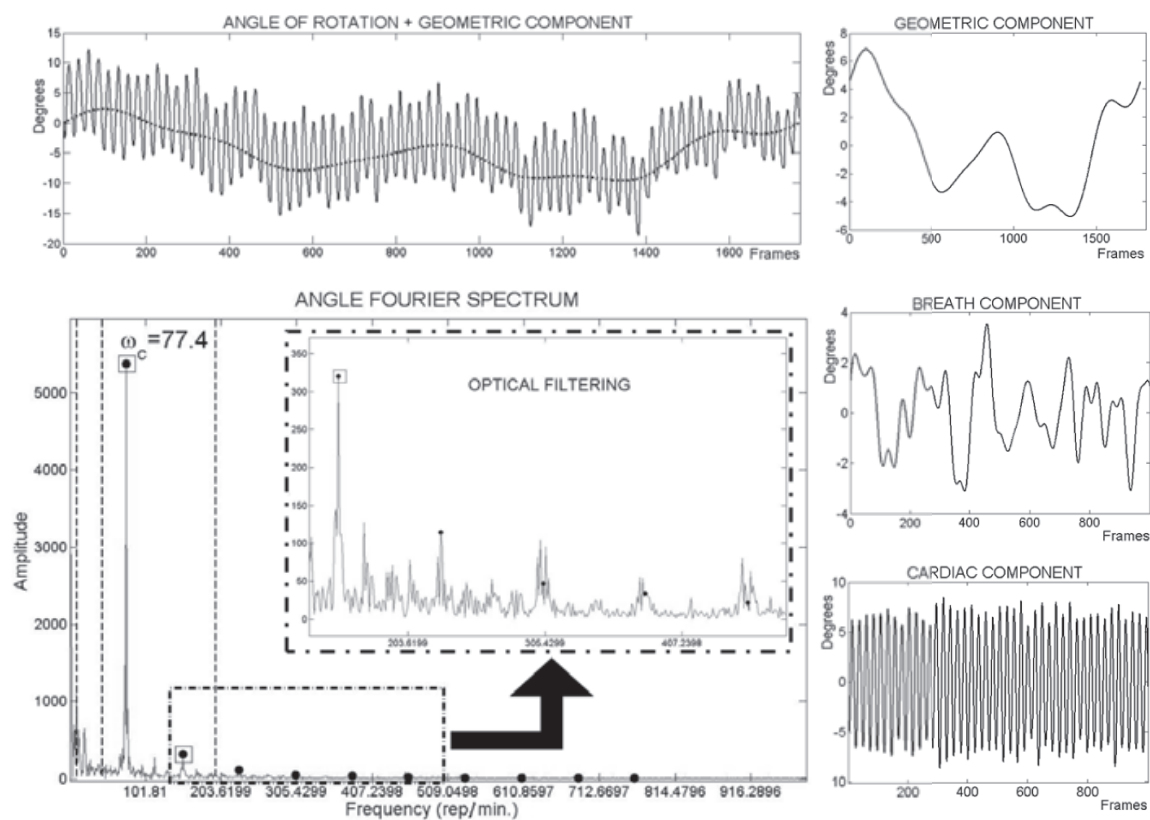 ANGLE OF ROTATION + GEOMETRIC COMPONENT
Degrees
15
10
5
0
-5
-10
-15
-20
0 200 400 600 800 1000 1200 1400 1600 Frames
GEOMETRIC COMPONENT
Degrees
8
6
4
2
0
-2
-4
-6
0 500 1000 1500
Frames
ANGLE FOURIER SPECTRUM
ω c =77.4
Amplitude
5000
4000
3000
2000
1000
0
101.81 203.6199 305.4299 407.2398 509.0498 610.8597 712.6697 814.4796 916.2896
Frequency (rep/min.)
OPTICAL FILTERING
350
300
250
200
150
100
50
0
203.6199 305.4299 407.2398
BREATH COMPONENT
Degrees
4
2
0
-2
-4
0 200 400 600 800
Frames
CARDIAC COMPONENT
Degrees
10
5
0
-5
10
200 400 600 800
Frames